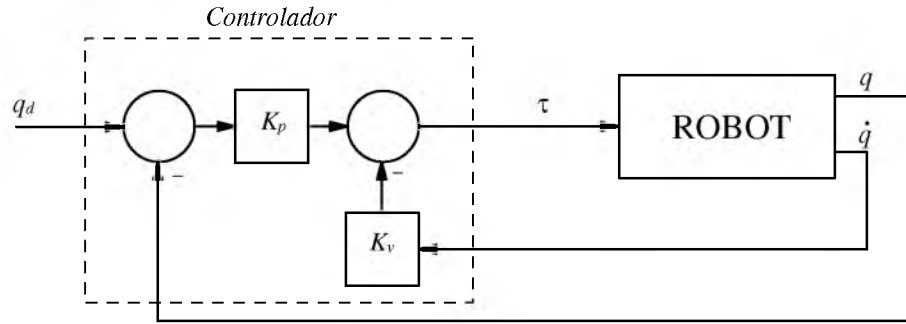 Controlador
q_d
K_p
τ
ROBOT
q
q̇
−
−
K_v